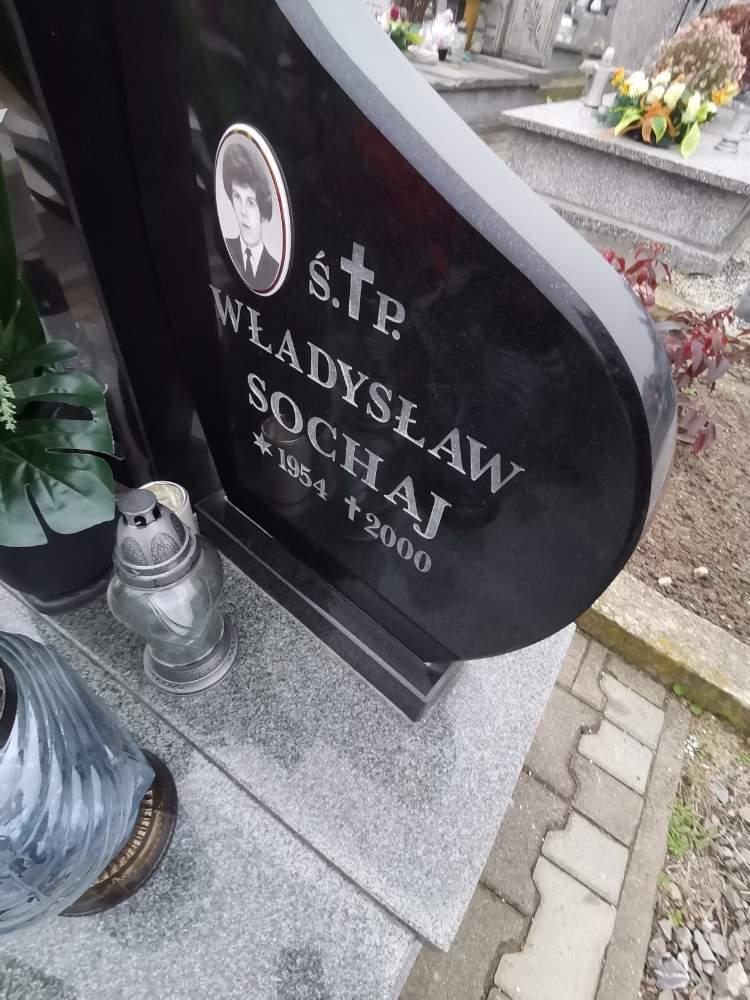 Ś.✝P.
WŁADYSŁAW
SOCHAJ
★1954 ✝2000